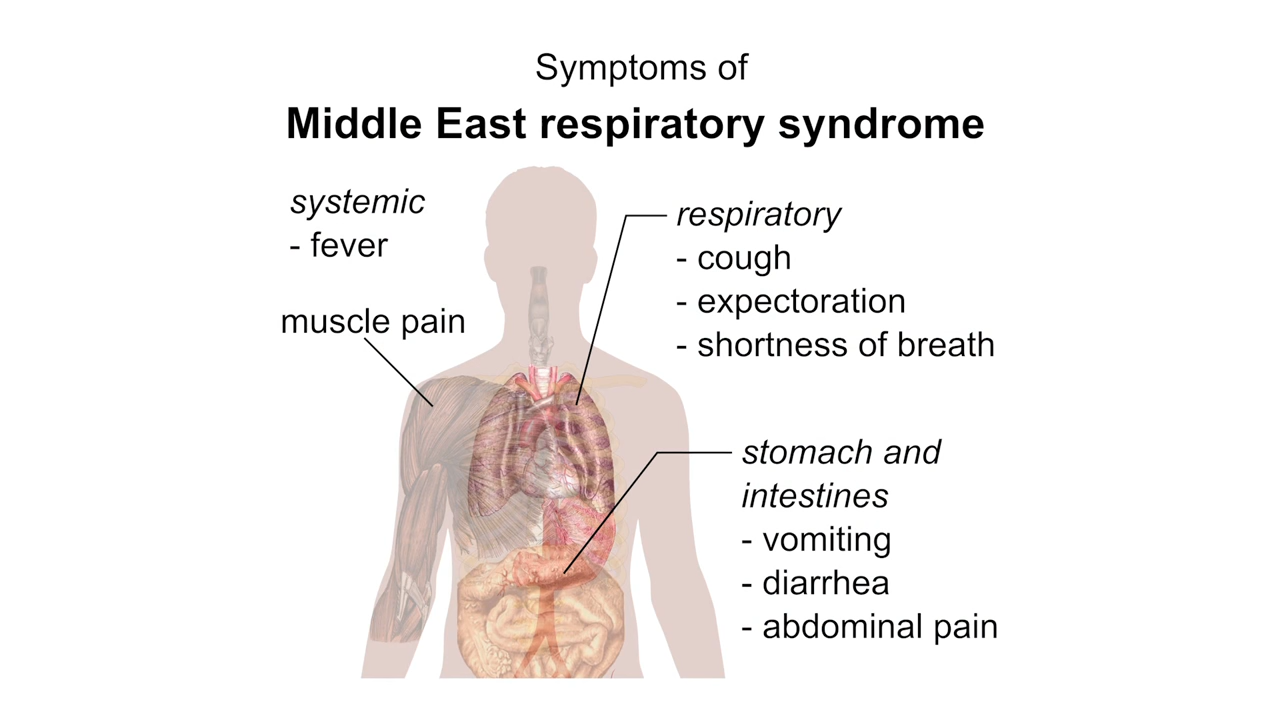 Symptoms of
Middle East respiratory syndrome
systemic
- fever
muscle pain
respiratory
- cough
- expectoration
- shortness of breath
stomach and
intestines
- vomiting
- diarrhea
- abdominal pain